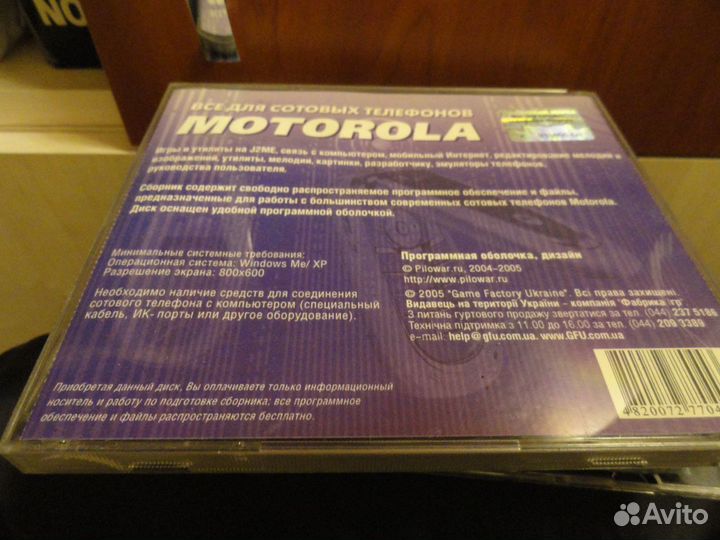 NO
ВСЕ ДЛЯ СОТОВЫХ ТЕЛЕФОНОВ
MOTOROLA
Игры и утилиты на J2ME, связь с компьютером, мобильный Интернет, редактирование мелодий и
изображений, утилиты, мелодии, картинки, разработчику, эмуляторы телефонов,
руководства пользователя.
Сборник содержит свободно распространяемое программное обеспечение и файлы,
предназначенные для работы с большинством современных сотовых телефонов Motorola.
Диск оснащен удобной программной оболочкой.
Минимальные системные требования:
Операционная система: Windows Me/ XP
Разрешение экрана: 800x600
Необходимо наличие средств для соединения
сотового телефона с компьютером (специальный
кабель, ИК- порты или другое оборудование).
Программная оболочка, дизайн
© Pilowar.ru, 2004-2005
http://www.pilowar.ru
© 2005 "Game Factory Ukraine". Всі права захищені.
Видавець на території України - компанія "Фабрика ігр"
З питань гуртового продажу звертатися за тел. (044) 237 5186
Технічна підтримка з 11.00 до 16.00 за тел. (044) 209 3389
e-mail: help@gfu.com.ua. www.GFU.com.ua
Приобретая данный диск, Вы оплачиваете только информационный
носитель и работу по подготовке сборника: все программное
обеспечение и файлы распространяются бесплатно.
4 820072 7770
Avito